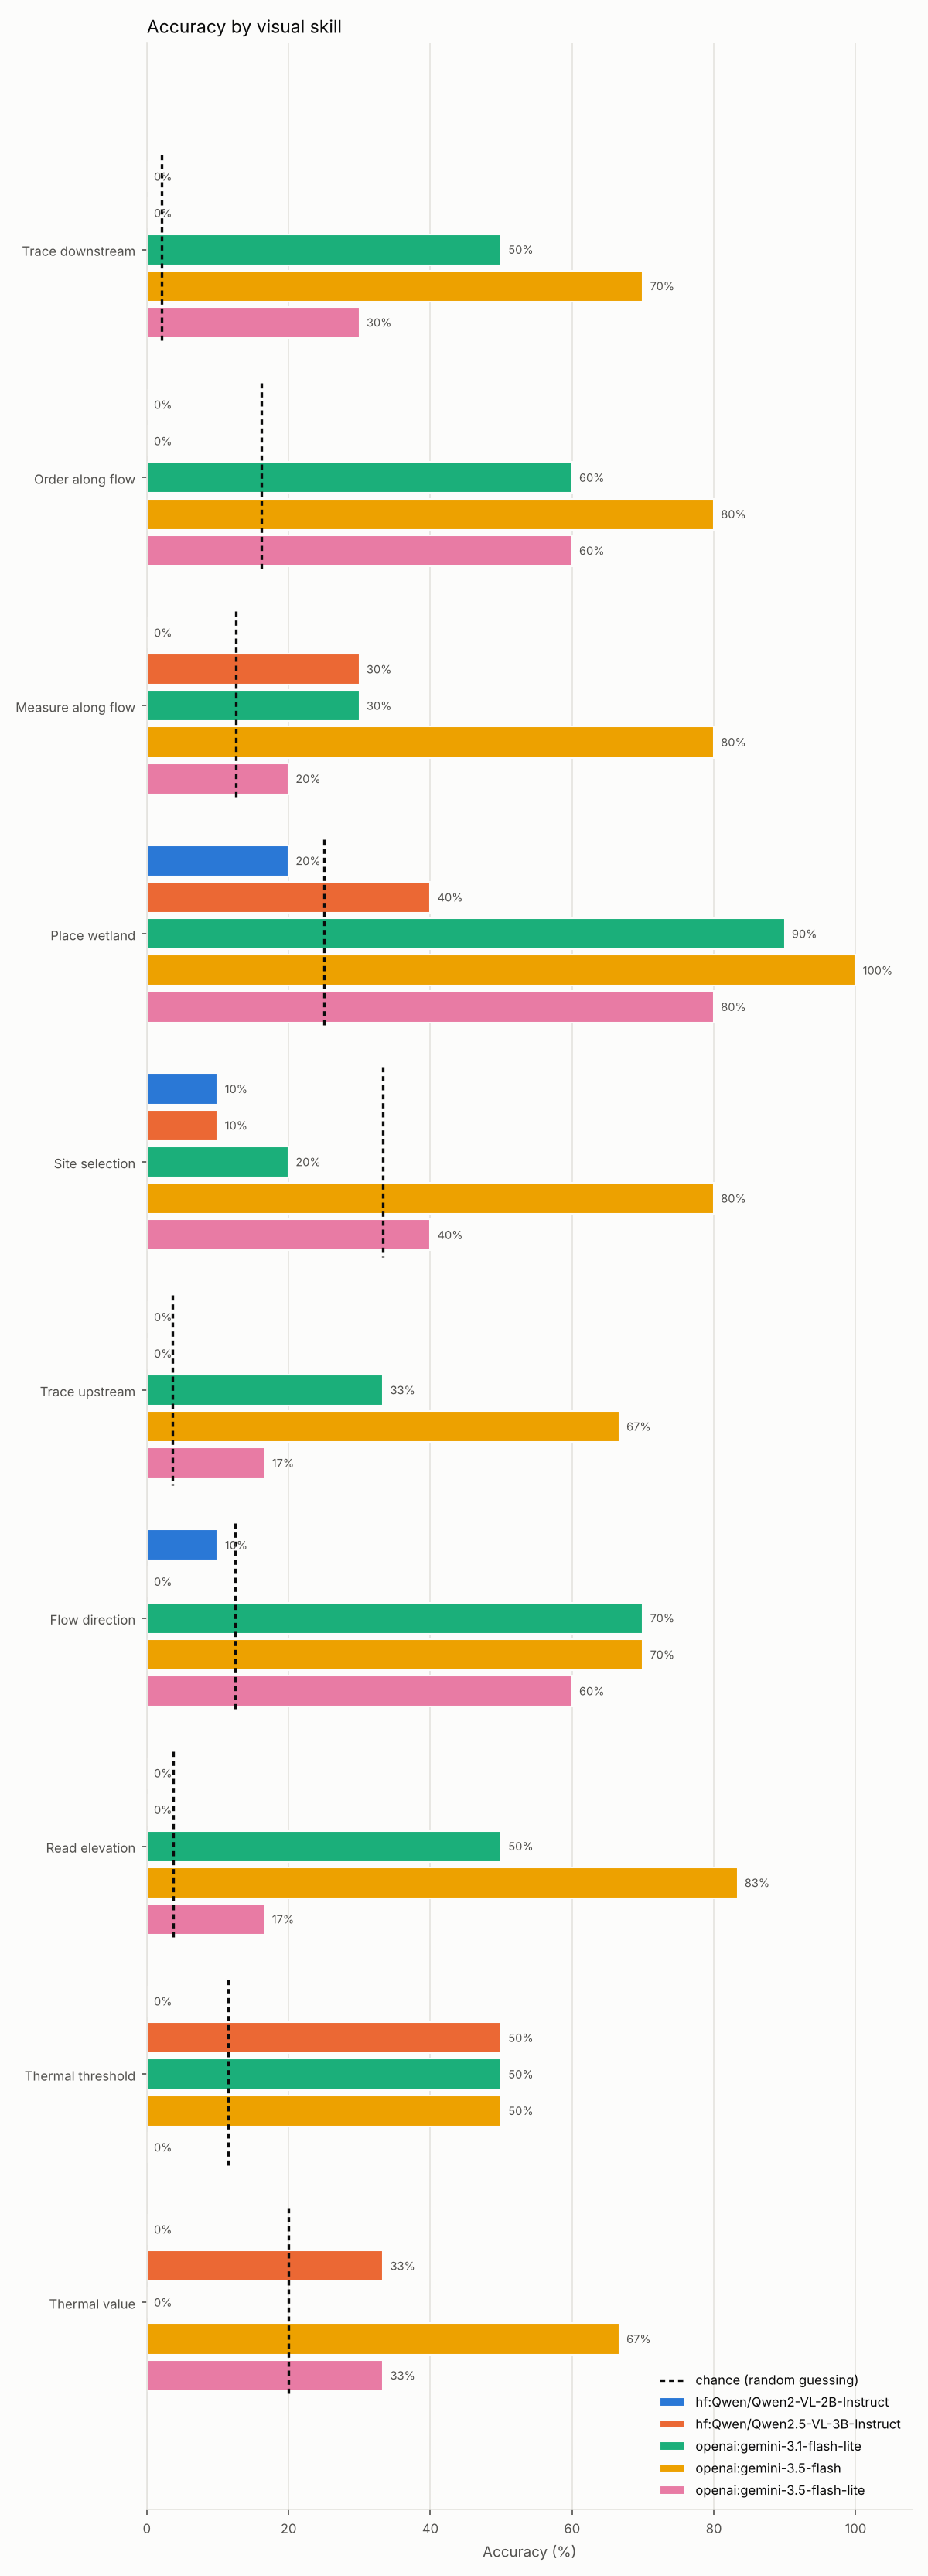 Accuracy by visual skill
0%
0%
Trace downstream
50%
70%
30%
0%
0%
Order along flow
60%
80%
60%
0%
30%
Measure along flow
30%
80%
20%
20%
40%
Place wetland
90%
100%
80%
10%
10%
Site selection
20%
80%
40%
0%
0%
Trace upstream
33%
67%
17%
10%
0%
Flow direction
70%
70%
60%
0%
0%
Read elevation
50%
83%
17%
0%
50%
Thermal threshold
50%
50%
0%
0%
33%
Thermal value
0%
67%
33%
chance (random guessing)
hf:Qwen/Qwen2-VL-2B-Instruct
hf:Qwen/Qwen2.5-VL-3B-Instruct
openai:gemini-3.1-flash-lite
openai:gemini-3.5-flash
openai:gemini-3.5-flash-lite
0 20 40 60 80 100
Accuracy (%)